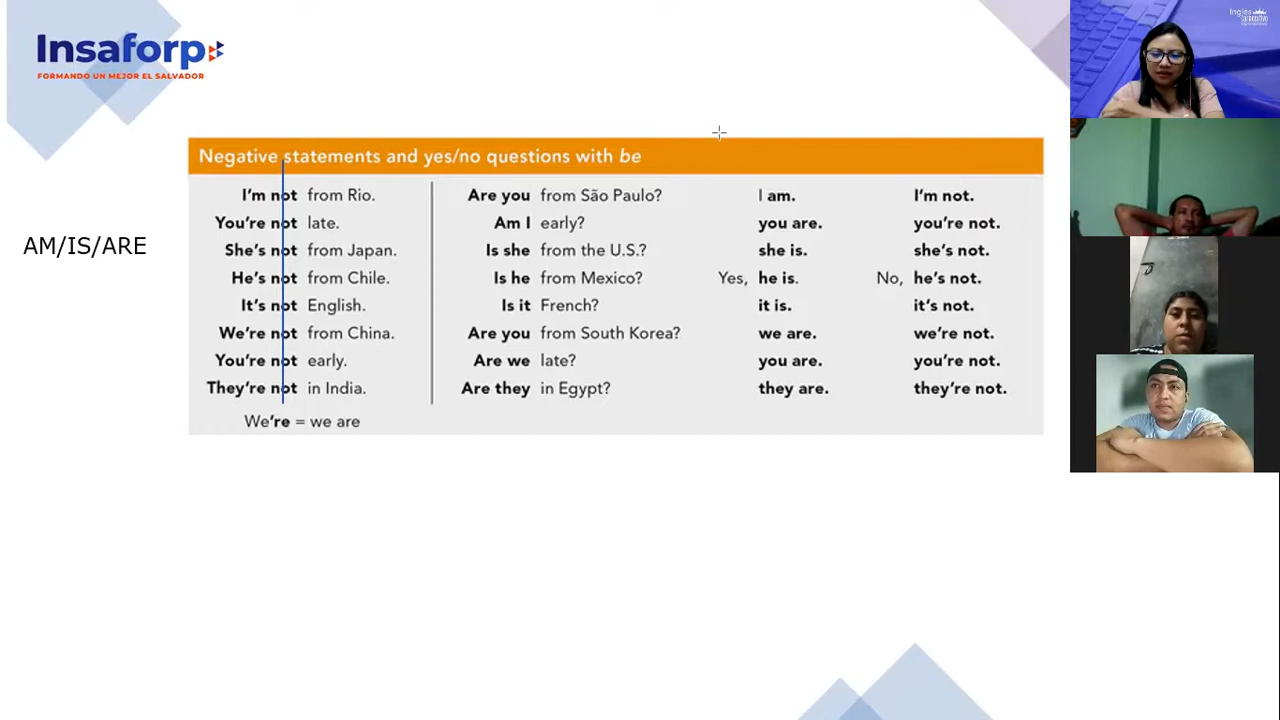 Insaforp
FORMANDO UN MEJOR EL SALVADOR
Negative statements and yes/no questions with be
I'm not from Rio. Are you from São Paulo? I am. I'm not.
You're not late. Am I early? you are. you're not.
AM/IS/ARE
She's not from Japan. Is she from the U.S.? she is. she's not.
He's not from Chile. Is he from Mexico? Yes, he is. No, he's not.
It's not English. Is it French? it is. it's not.
We're not from China. Are you from South Korea? we are. we're not.
You're not early. Are we late? you are. you're not.
They're not in India. Are they in Egypt? they are. they're not.
We're = we are